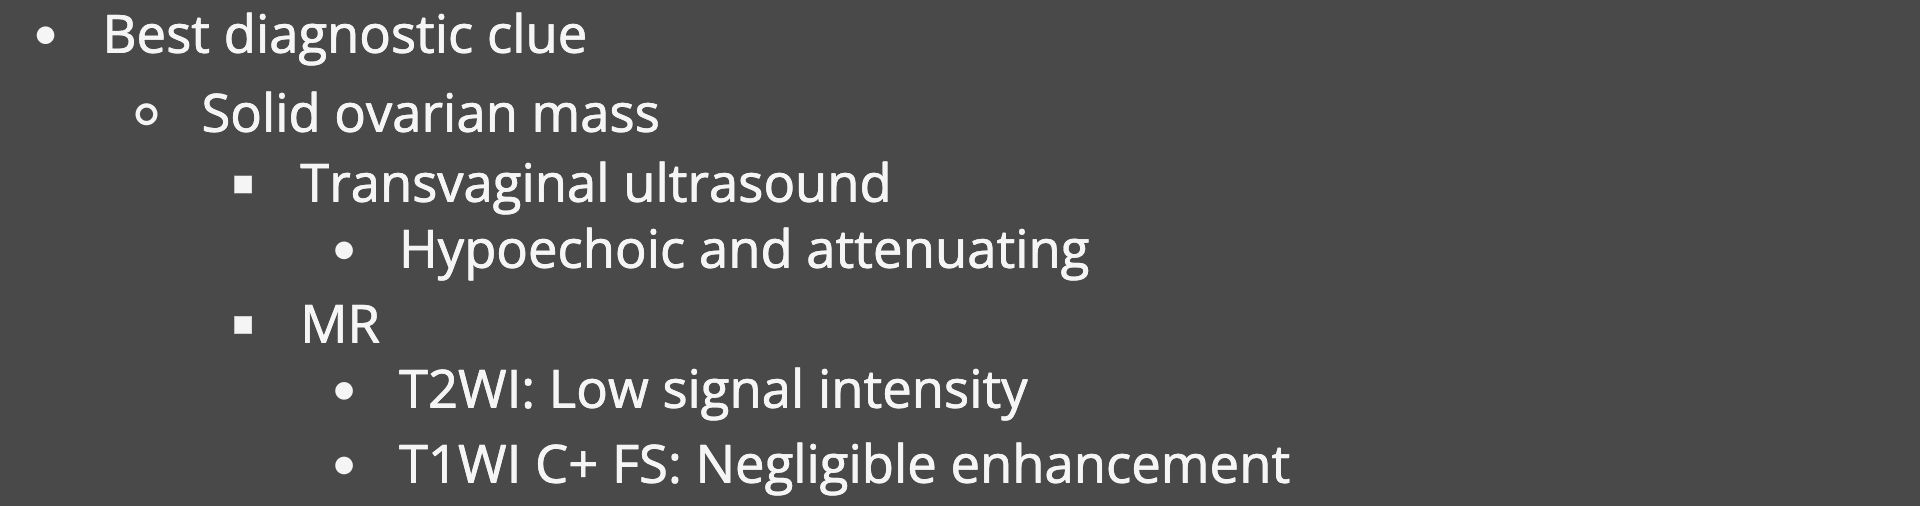 Best diagnostic clue
Solid ovarian mass
Transvaginal ultrasound
Hypoechoic and attenuating
MR
T2WI: Low signal intensity
T1WI C+ FS: Negligible enhancement